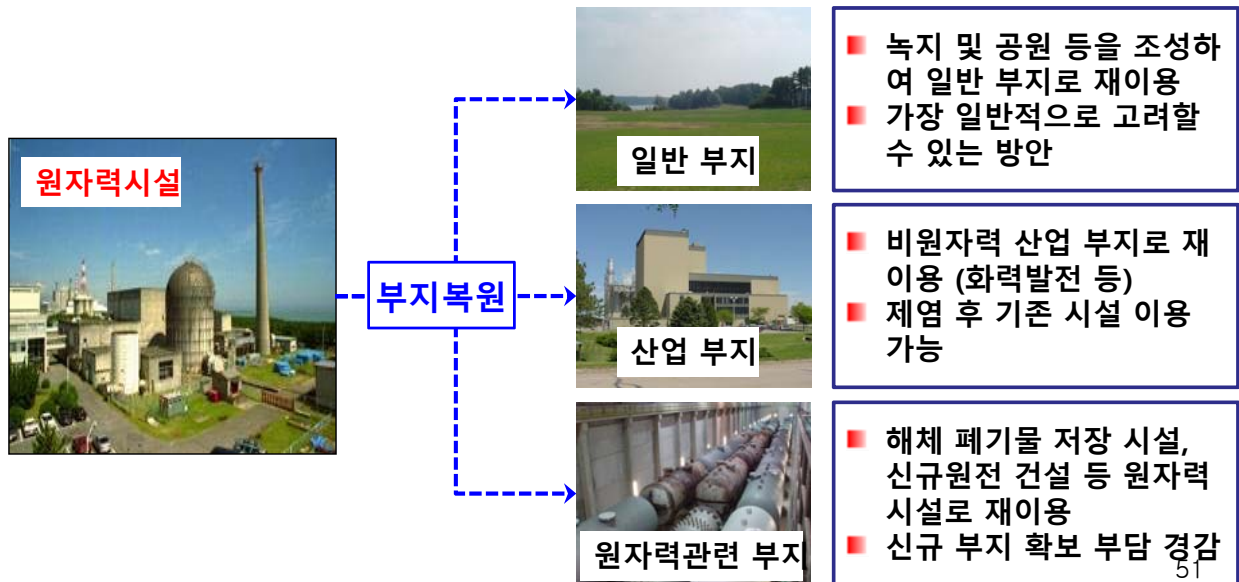 원자력시설
부지복원
일반 부지
녹지 및 공원 등을 조성하
여 일반 부지로 재이용
가장 일반적으로 고려할
수 있는 방안
산업 부지
비원자력 산업 부지로 재
이용 (화력발전 등)
제염 후 기존 시설 이용
가능
원자력관련 부지
해체 폐기물 저장 시설,
신규원전 건설 등 원자력
시설로 재이용
신규 부지 확보 부담 경감
51